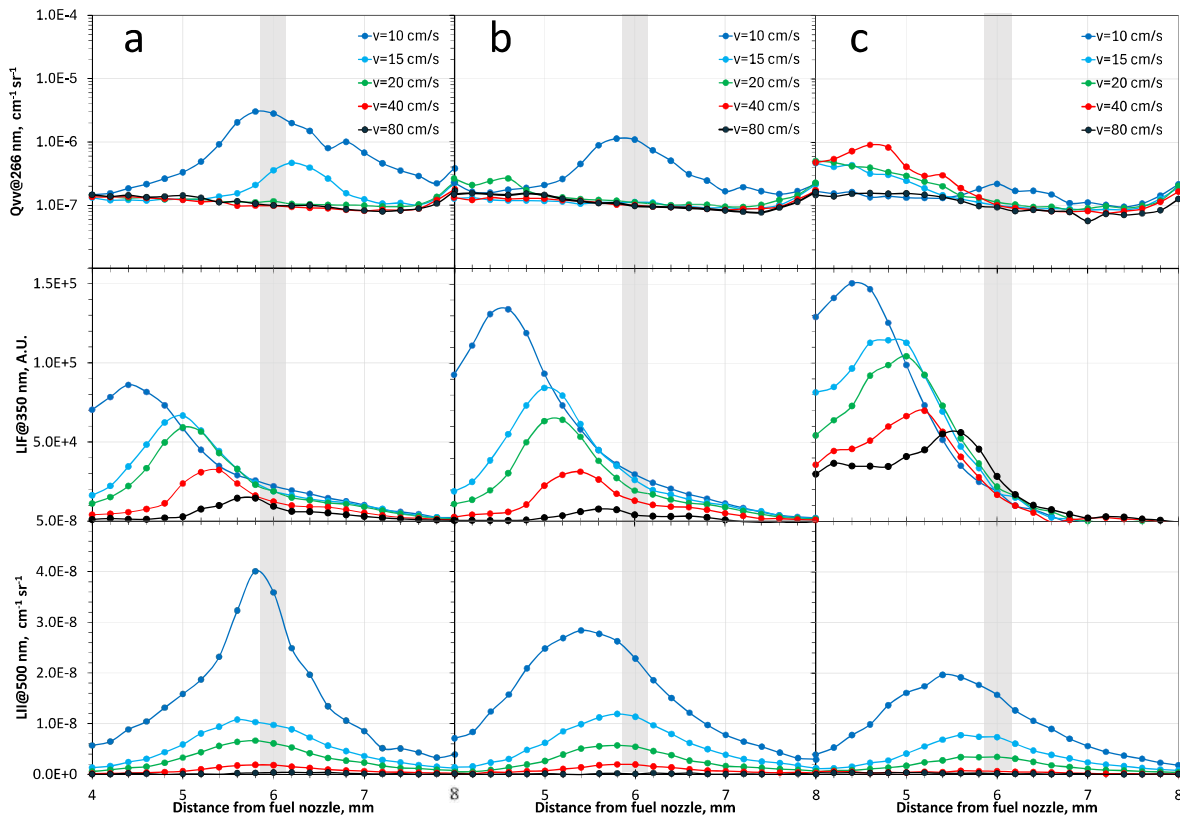 a
b
c
v=10 cm/s
v=15 cm/s
v=20 cm/s
v=40 cm/s
v=80 cm/s
v=10 cm/s
v=15 cm/s
v=20 cm/s
v=40 cm/s
v=80 cm/s
v=10 cm/s
v=15 cm/s
v=20 cm/s
v=40 cm/s
v=80 cm/s
Qvv@266 nm, cm⁻¹ sr⁻¹
1.0E-4
1.0E-5
1.0E-6
1.0E-7
LIF@350 nm, A.U.
1.5E+5
1.0E+5
5.0E+4
5.0E-8
LII@500 nm, cm⁻¹ sr⁻¹
4.0E-8
3.0E-8
2.0E-8
1.0E-8
0.0E+0
4 5 6 7 8 5 6 7 8 5 6 7 8
Distance from fuel nozzle, mm
Distance from fuel nozzle, mm
Distance from fuel nozzle, mm